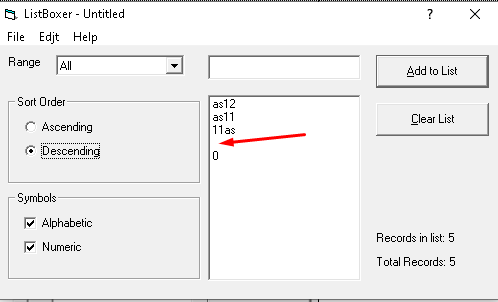 ListBoxer - Untitled
File Edjt Help
Range
All
Add to List
Sort Order
Ascending
Descending
as12
as11
11as
0
Clear List
Symbols
Alphabetic
Numeric
Records in list: 5
Total Records: 5